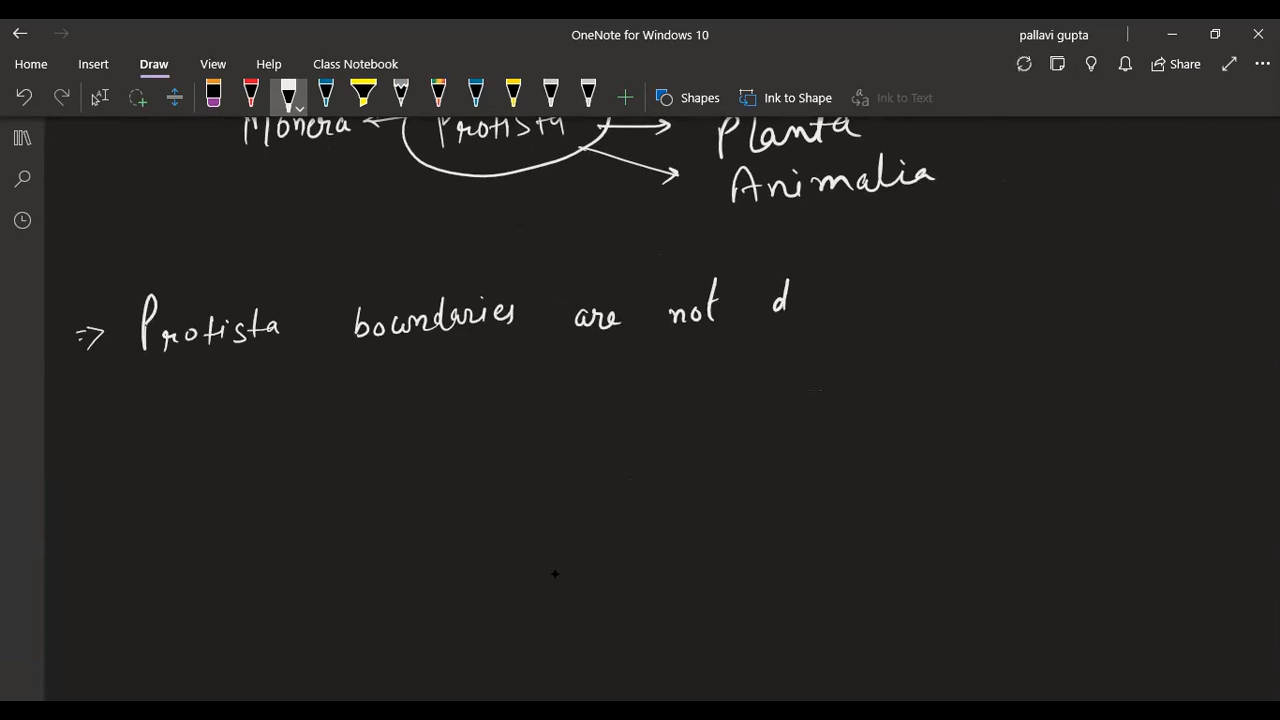 OneNote for Windows 10
pallavi gupta
Home Insert Draw View Help Class Notebook
Share
Shapes Ink to Shape Ink to Text
Monera Protista Planta
Animalia
=> Protista boundaries are not d